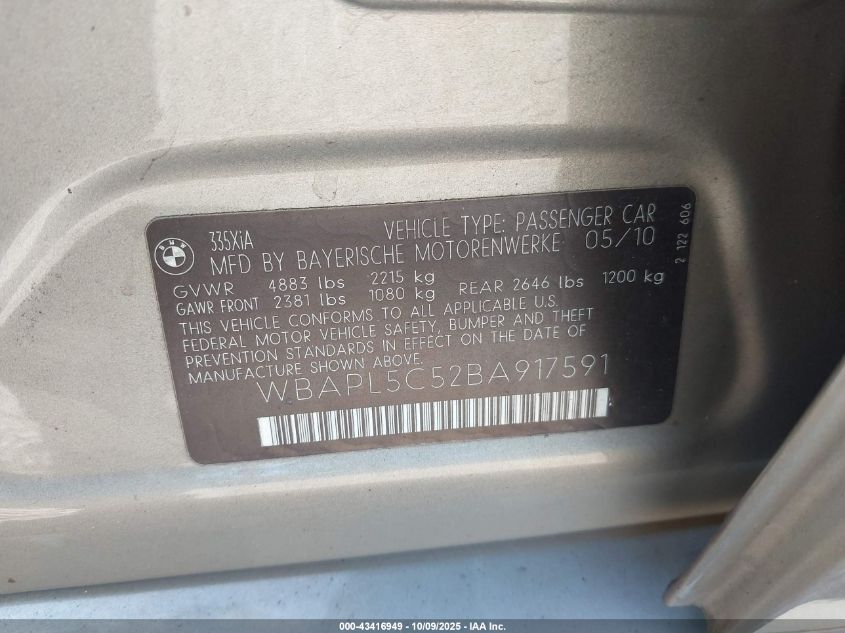 BMW
335XiA VEHICLE TYPE: PASSENGER CAR
MFD BY BAYERISCHE MOTORENWERKE 05/10
GVWR 4883 lbs 2215 kg
GAWR FRONT 2381 lbs 1080 kg REAR 2646 lbs 1200 kg
THIS VEHICLE CONFORMS TO ALL APPLICABLE U.S.
FEDERAL MOTOR VEHICLE SAFETY, BUMPER AND THEFT
PREVENTION STANDARDS IN EFFECT ON THE DATE OF
MANUFACTURE SHOWN ABOVE.
WBAPL5C52BA917591
2 122 606
000-43416949 - 10/09/2025 - IAA Inc.